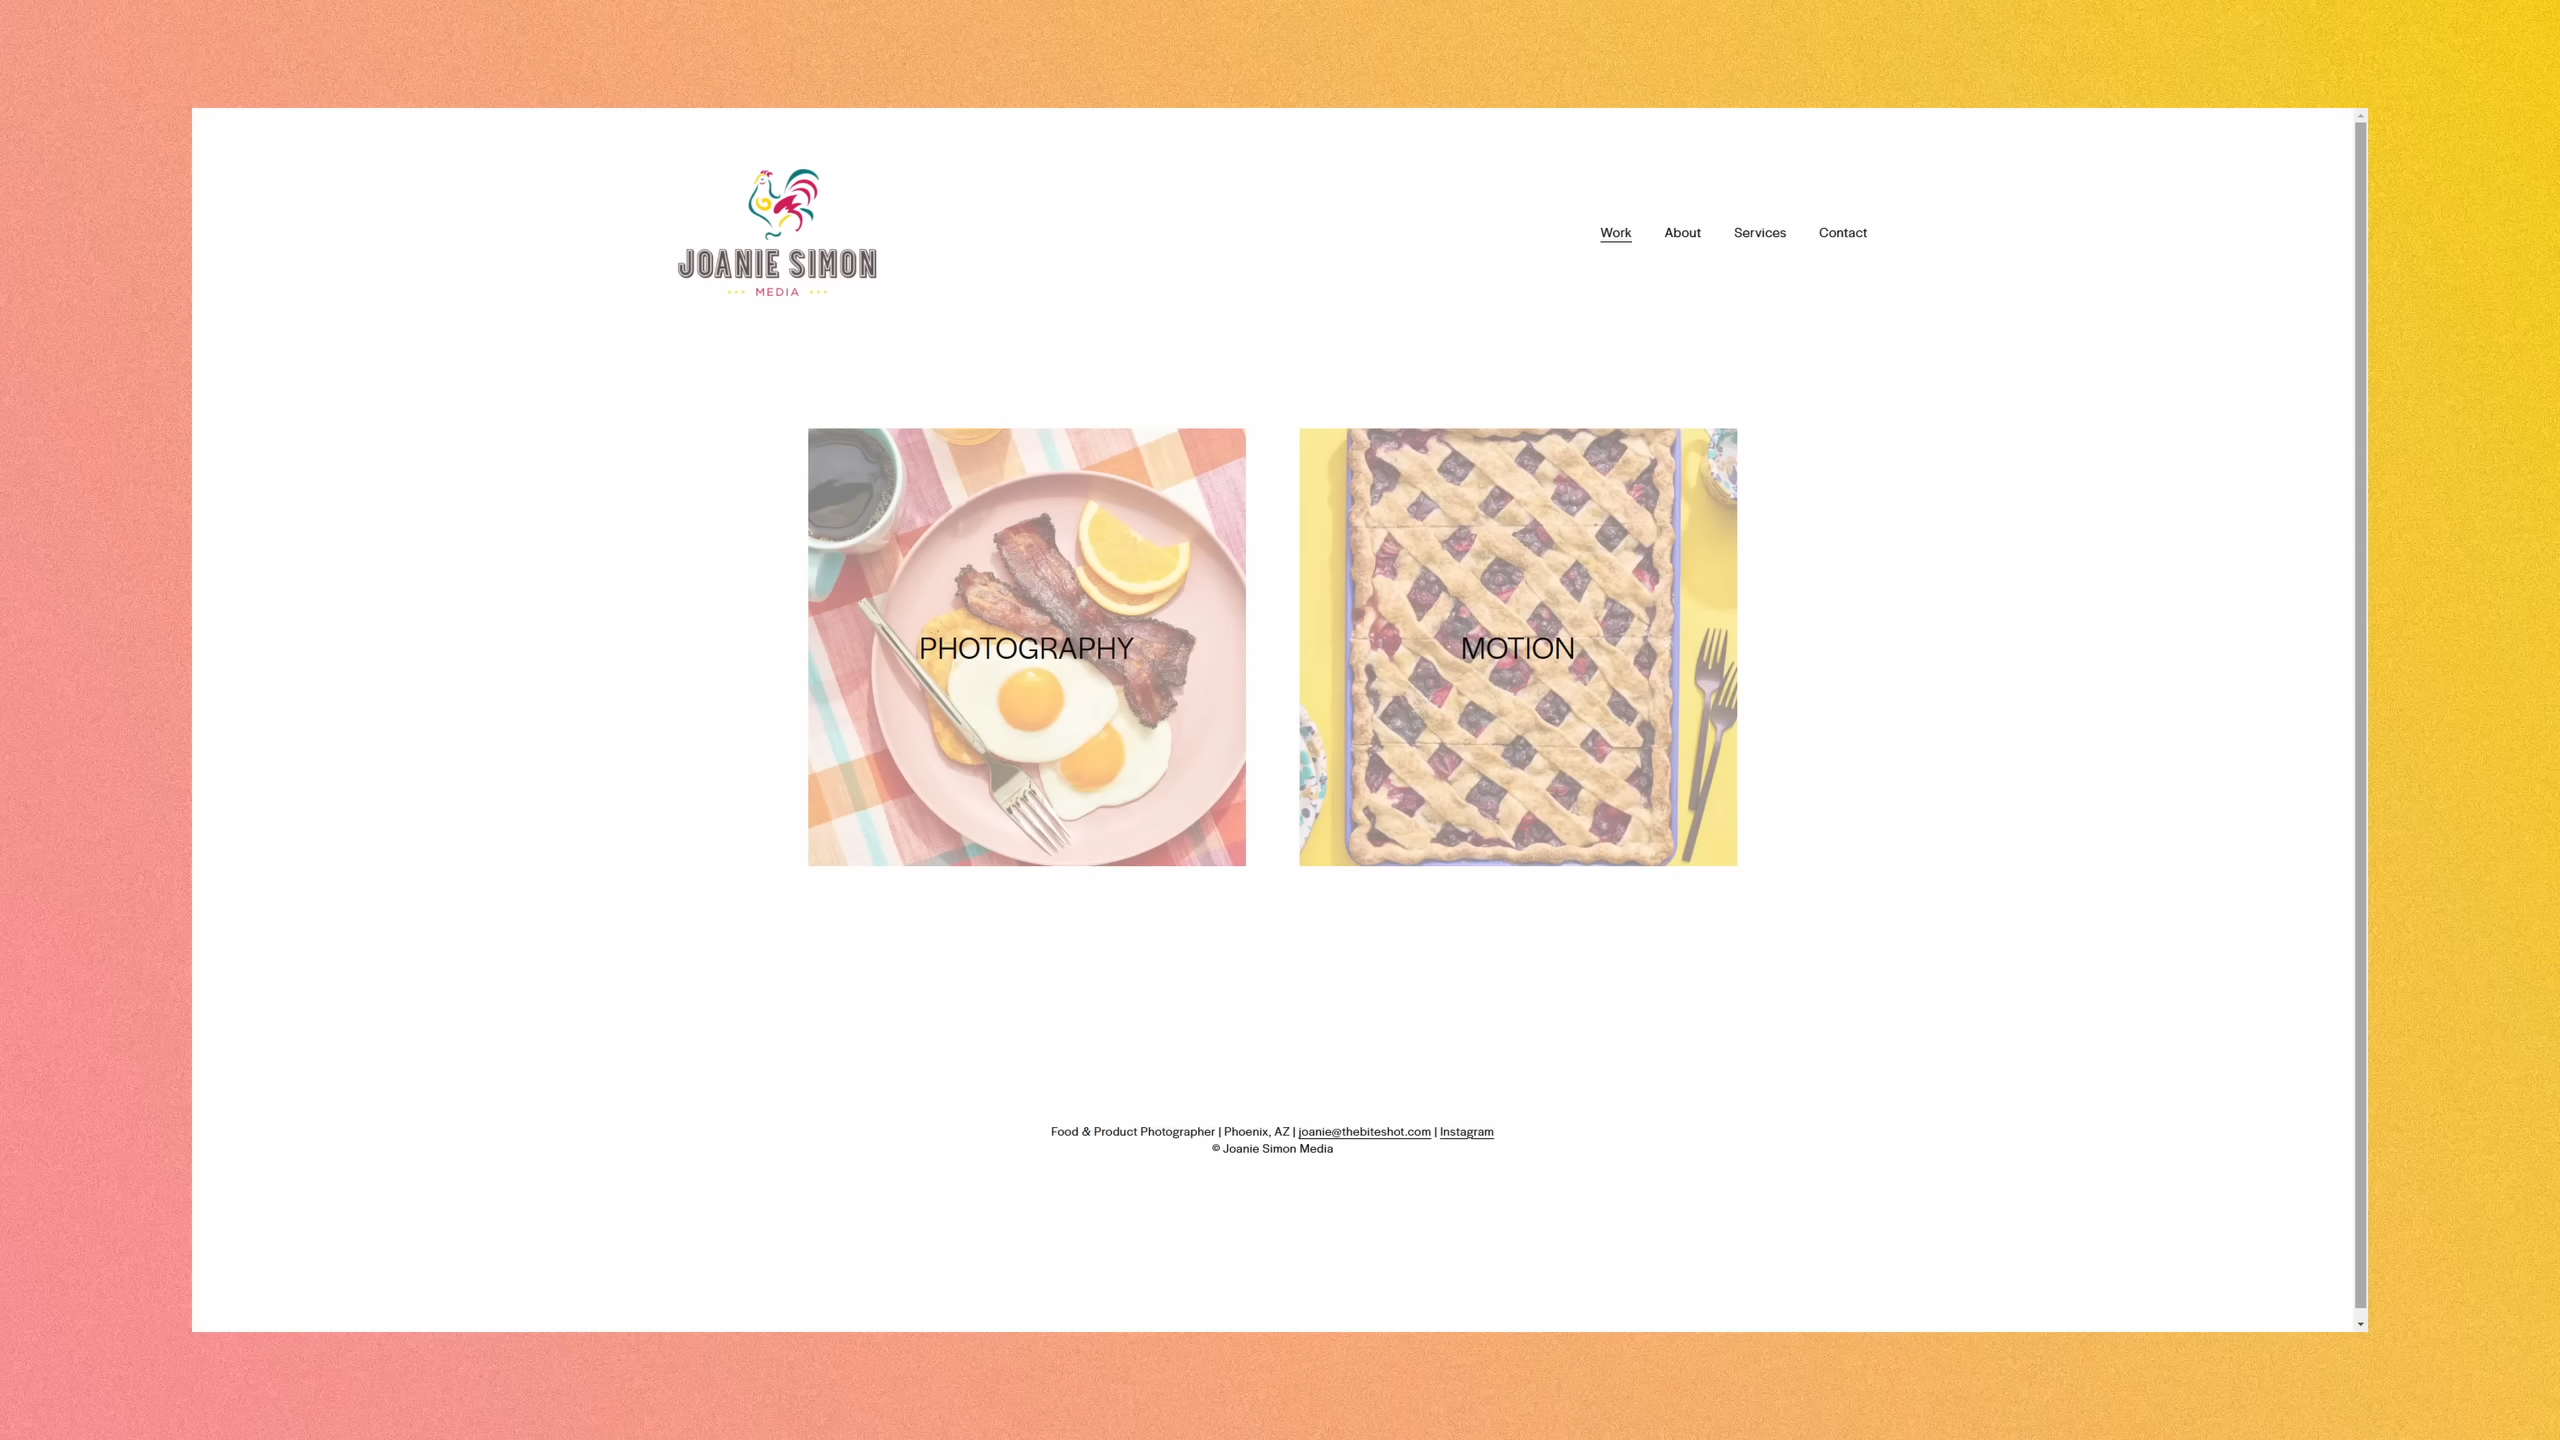 JOANIE SIMON
MEDIA
Work About Services Contact
PHOTOGRAPHY
MOTION
Food & Product Photographer | Phoenix, AZ | joanie@thebiteshot.com | Instagram
© Joanie Simon Media